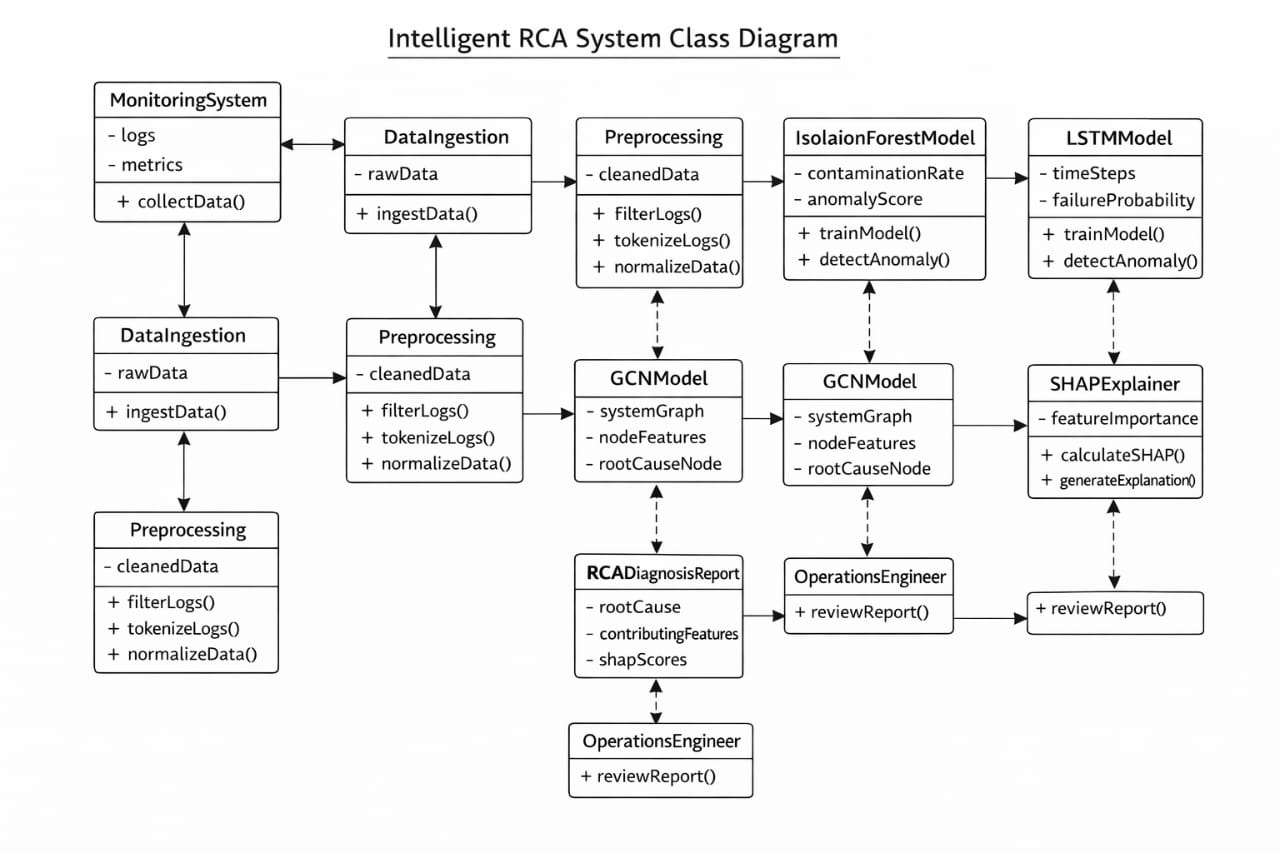 Intelligent RCA System Class Diagram
MonitoringSystem
- logs
- metrics
+ collectData()
DataIngestion
- rawData
+ ingestData()
Preprocessing
- cleanedData
+ FilterLogs()
+ tokenizeLogs()
+ normalizeData()
IsolaionForestModel
- contaminationRate
- anomalyScore
+ trainModel()
+ detectAnomaly()
LSTMModel
- timeSteps
- failureProbability
+ trainModel()
+ detectAnomaly()
DataIngestion
- rawData
+ ingestData()
Preprocessing
- cleanedData
+ filterLogs()
+ tokenizeLogs()
+ normalizeData()
GCNModel
- systemGraph
- nodeFeatures
- rootCauseNode
GCNModel
- systemGraph
- nodeFeatures
- rootCauseNode
SHAPExplainer
- featureImportance
+ calculateSHAP()
+ generateExplanation()
Preprocessing
- cleanedData
+ filterLogs()
+ tokenizeLogs()
+ normalizeData()
RCADiagnosisReport
- rootCause
- contributingFeatures
- shapScores
OperationsEngineer
+ reviewReport()
+ reviewReport()
OperationsEngineer
+ reviewReport()